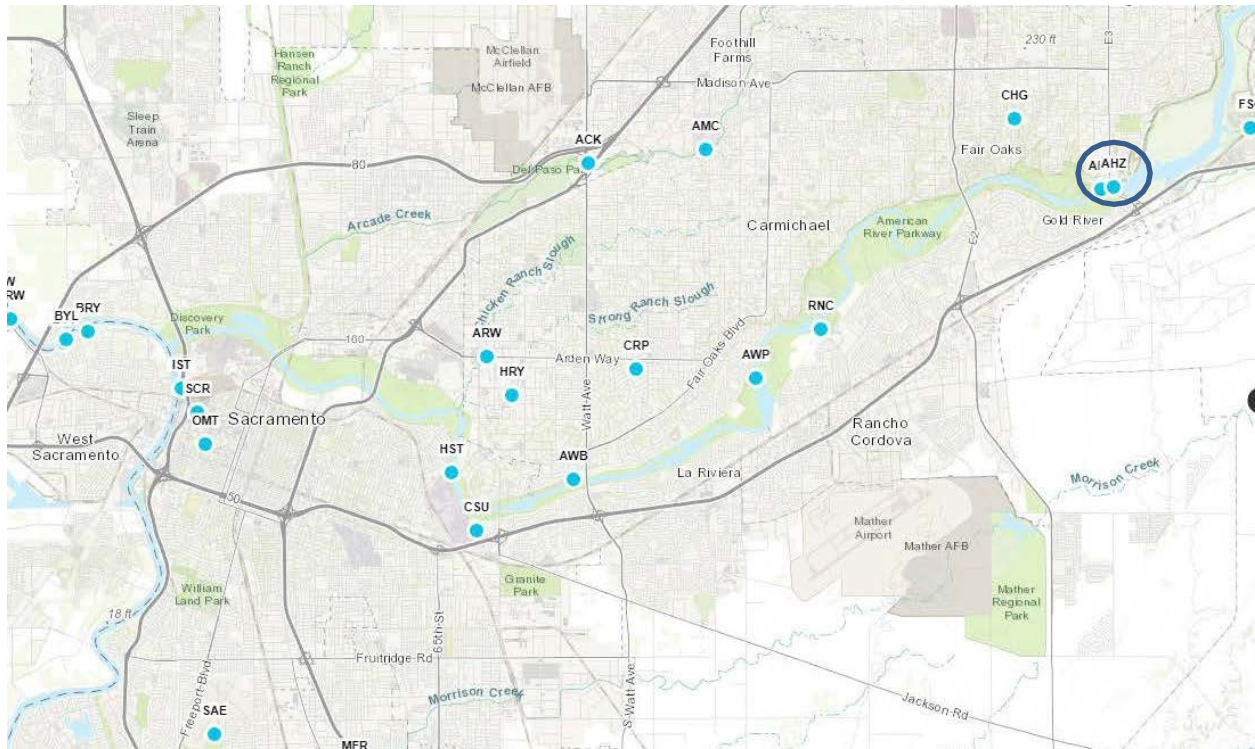 McClellan
Airfield
McClellan AFB
Hansen
Ranch
Regional
Park
Foothill
Farms
230 ft
E3
Madison Ave
Sleep
Train
Arena
CHG
FS
ACK
AMC
80
Fair Oaks
AHZ
Del Paso
Gold River
Arcade Creek
Carmichael
American
River Parkway
E2
Chicken Ranch Slough
Strong Ranch Slough
W
RW
BYL
BRY
Discovery
Park
160
RNC
ARW
Arden Way
CRP
Fair Oaks Blvd
AWP
HRY
Watt Ave
IST
SCR
OMT
Sacramento
Rancho
Cordova
West
Sacramento
HST
AWB
La Riviera
Morrison Creek
50
CSU
Mather
Airport
Mather AFB
Granite
Park
William
Land Park
Mather
Regional
Park
18 ft
65th St
Fruitridge Rd
Freeport Blvd
Morrison Creek
S Watt Ave
Jackson Rd
SAE
MFR